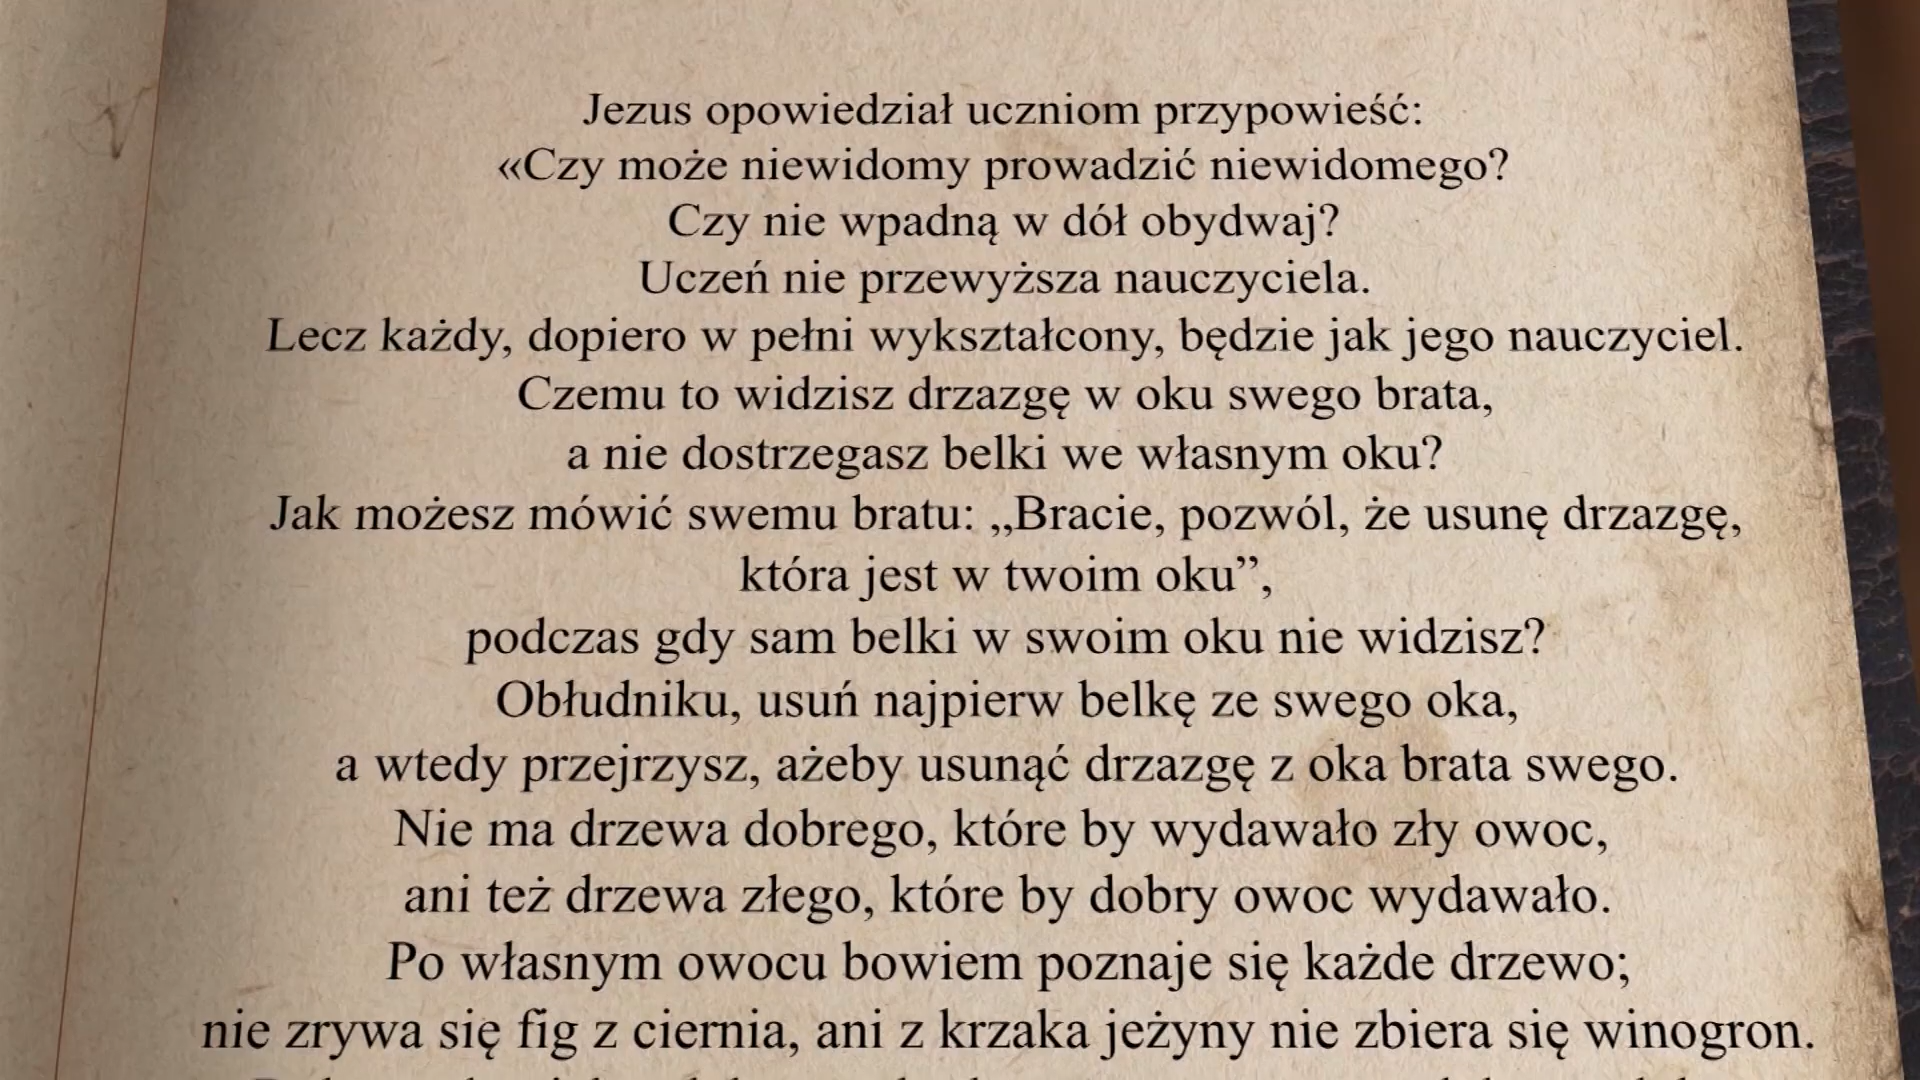 Jezus opowiedział uczniom przypowieść:
«Czy może niewidomy prowadzić niewidomego?
Czy nie wpadną w dół obydwaj?
Uczeń nie przewyższa nauczyciela.
Lecz każdy, dopiero w pełni wykształcony, będzie jak jego nauczyciel.
Czemu to widzisz drzazgę w oku swego brata,
a nie dostrzegasz belki we własnym oku?
Jak możesz mówić swemu bratu: ,,Bracie, pozwól, że usunę drzazgę,
która jest w twoim oku”,
podczas gdy sam belki w swoim oku nie widzisz?
Obłudniku, usuń najpierw belkę ze swego oka,
a wtedy przejrzysz, ażeby usunąć drzazgę z oka brata swego.
Nie ma drzewa dobrego, które by wydawało zły owoc,
ani też drzewa złego, które by dobry owoc wydawało.
Po własnym owocu bowiem poznaje się każde drzewo;
nie zrywa się fig z ciernia, ani z krzaka jeżyny nie zbiera się winogron.